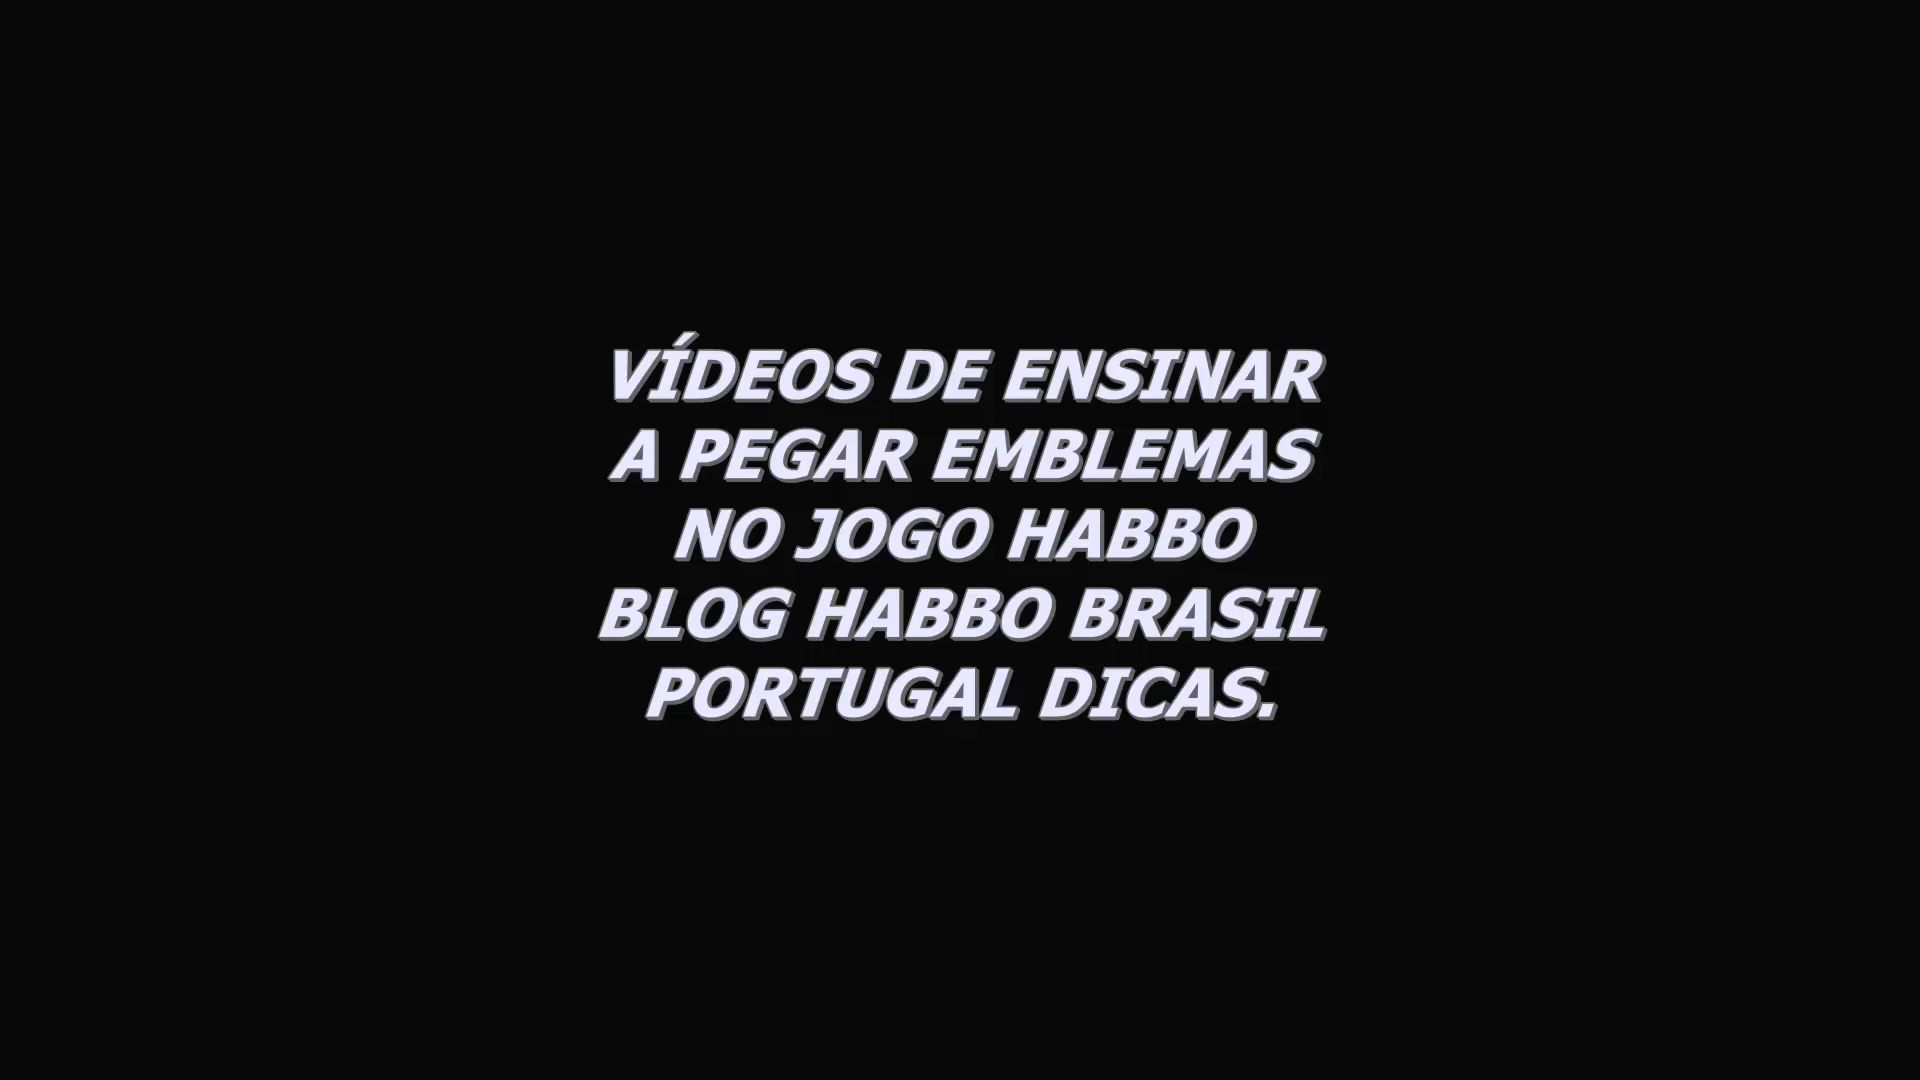 VÍDEOS DE ENSINAR
A PEGAR EMBLEMAS
NO JOGO HABBO
BLOG HABBO BRASIL
PORTUGAL DICAS.